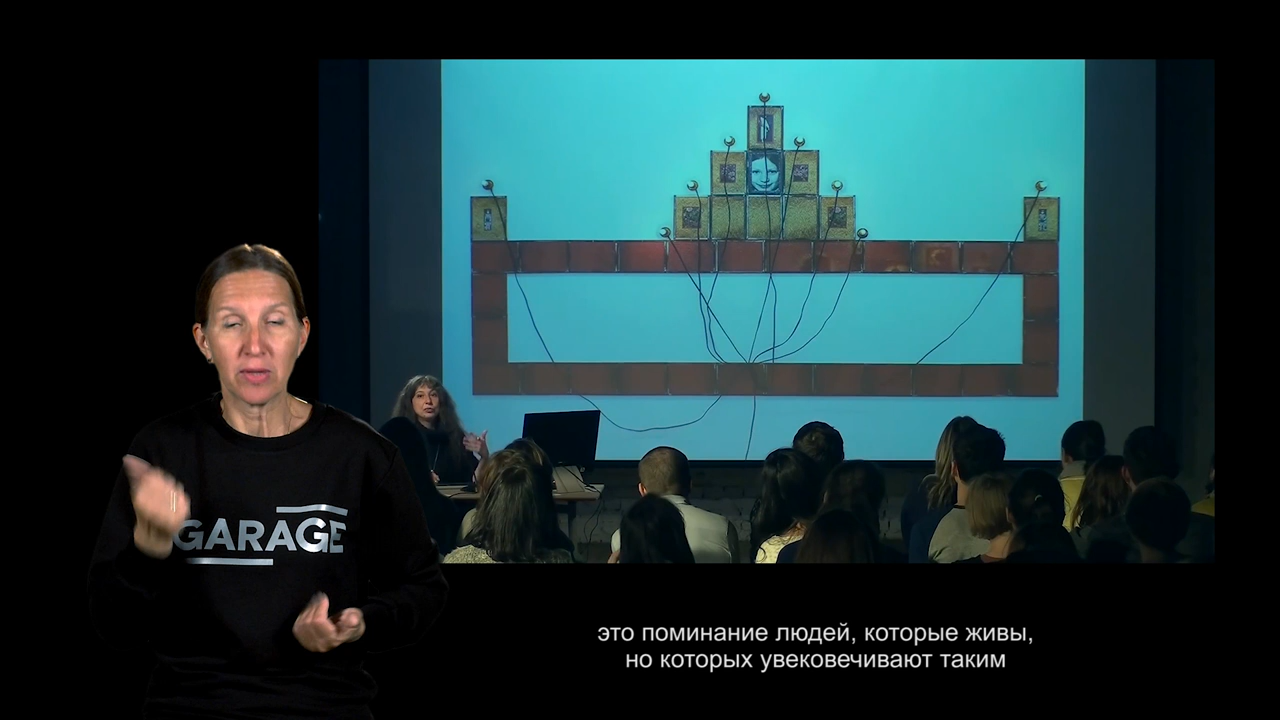 GARAGE
это поминание людей, которые живы,
но которых увековечивают таким